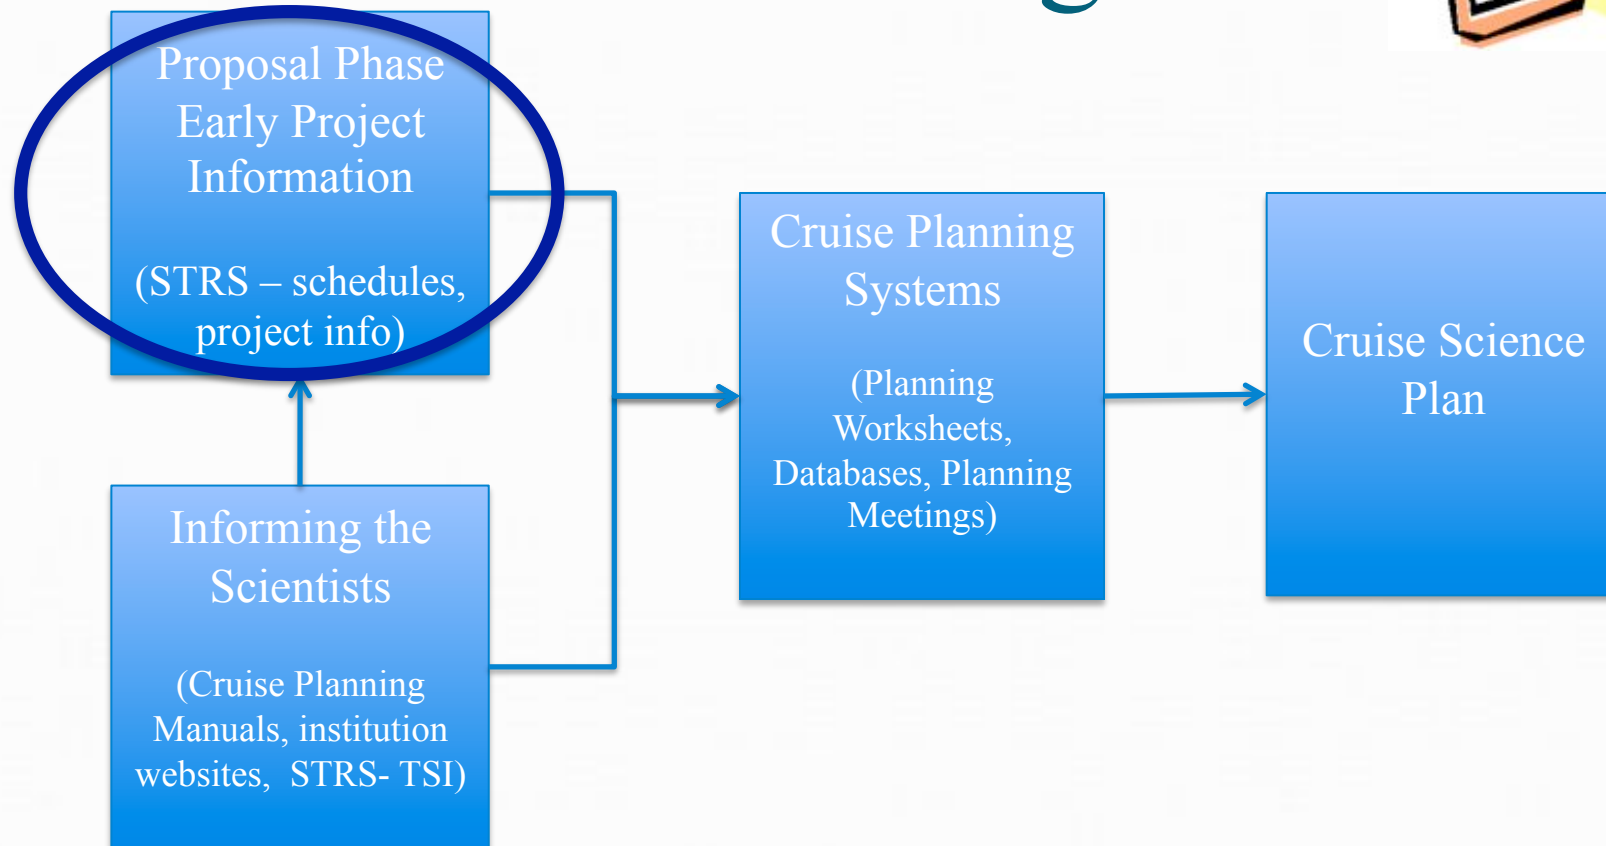 Proposal Phase
Early Project
Information
(STRS – schedules,
project info)
Cruise Planning
Systems
(Planning
Worksheets,
Databases, Planning
Meetings)
Cruise Science
Plan
Informing the
Scientists
(Cruise Planning
Manuals, institution
websites,  STRS- TSI)